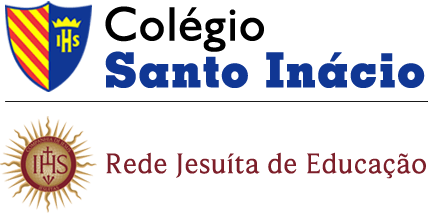 IHS
Colégio
Santo Inácio
IHS
Rede Jesuíta de Educação